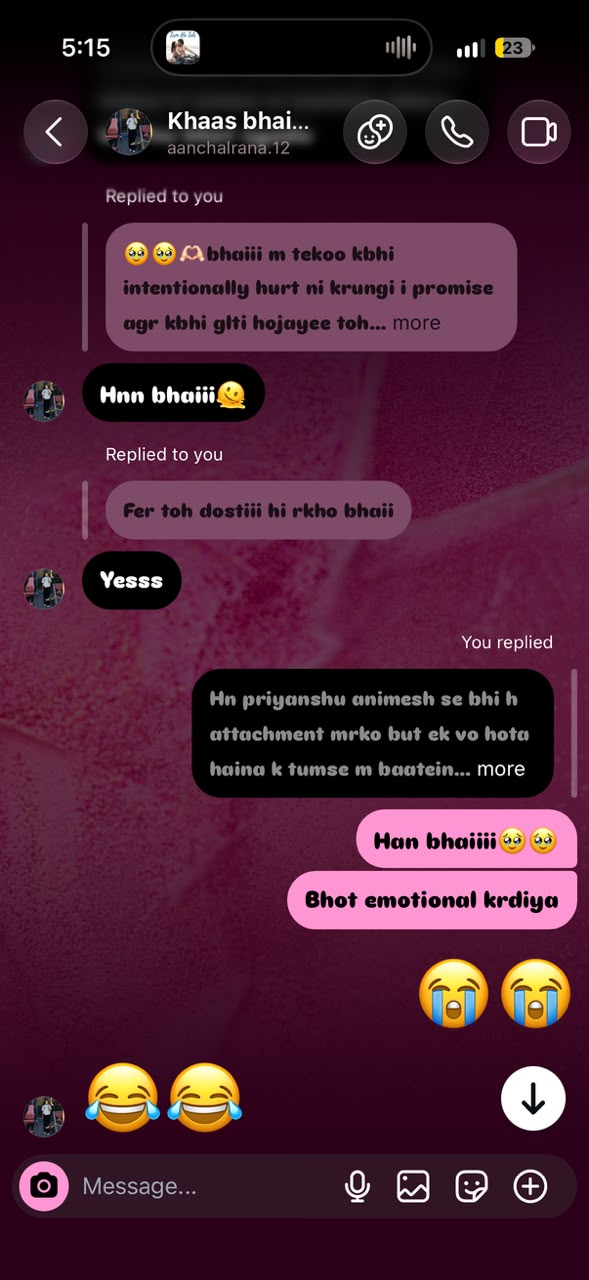 5:15
23
Khaas bhai...
aanchalrana.12
Replied to you
🥹🥹🫶🏻bhaiii m tekoo kbhi
intentionally hurt ni krungi i promise
agr kbhi glti hojayee toh... more
Hnn bhaiii🫠
Replied to you
Fer toh dostiii hi rkho bhaii
Yesss
You replied
Hn priyanshu animesh se bhi h
attachment mrko but ek vo hota
haina k tumse m baatein... more
Han bhaiiii🥹🥹
Bhot emotional krdiya
😭😭
😂😂
Message...